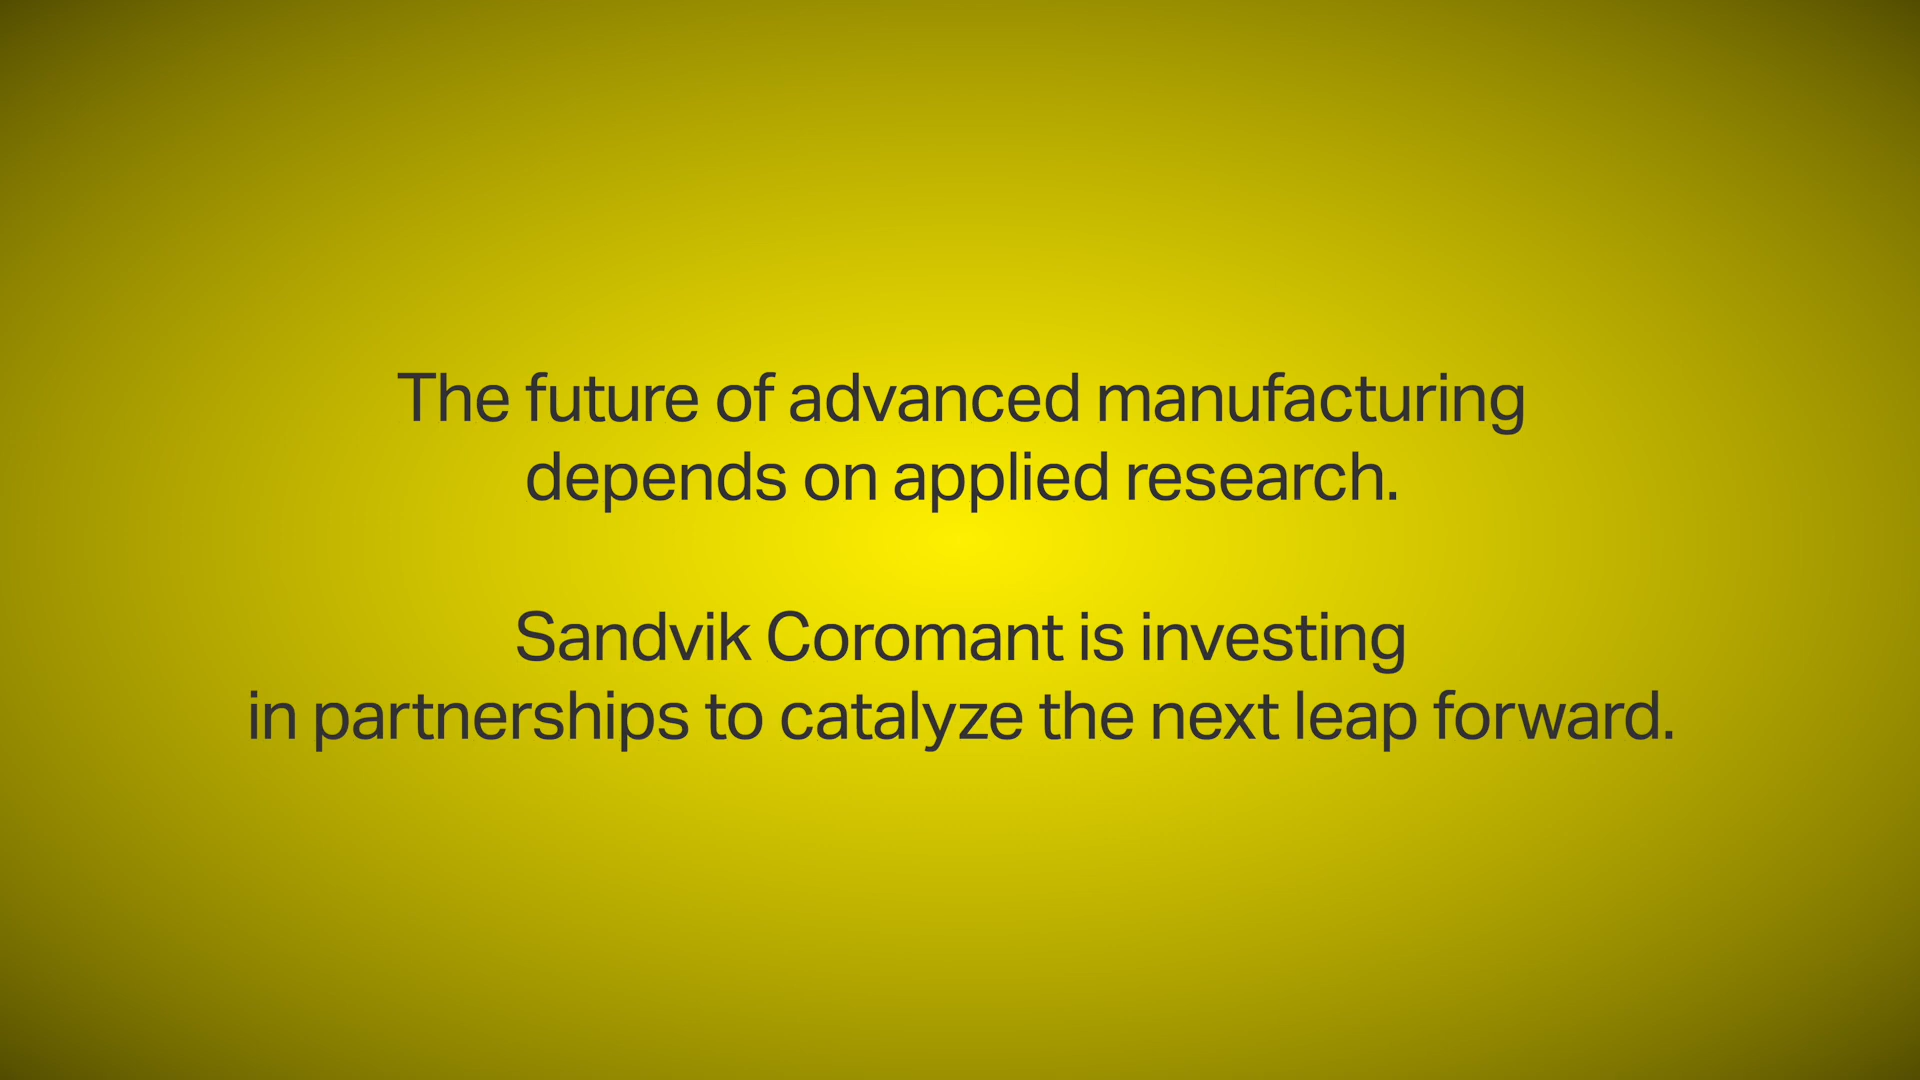 The future of advanced manufacturing
depends on applied research.
Sandvik Coromant is investing
in partnerships to catalyze the next leap forward.